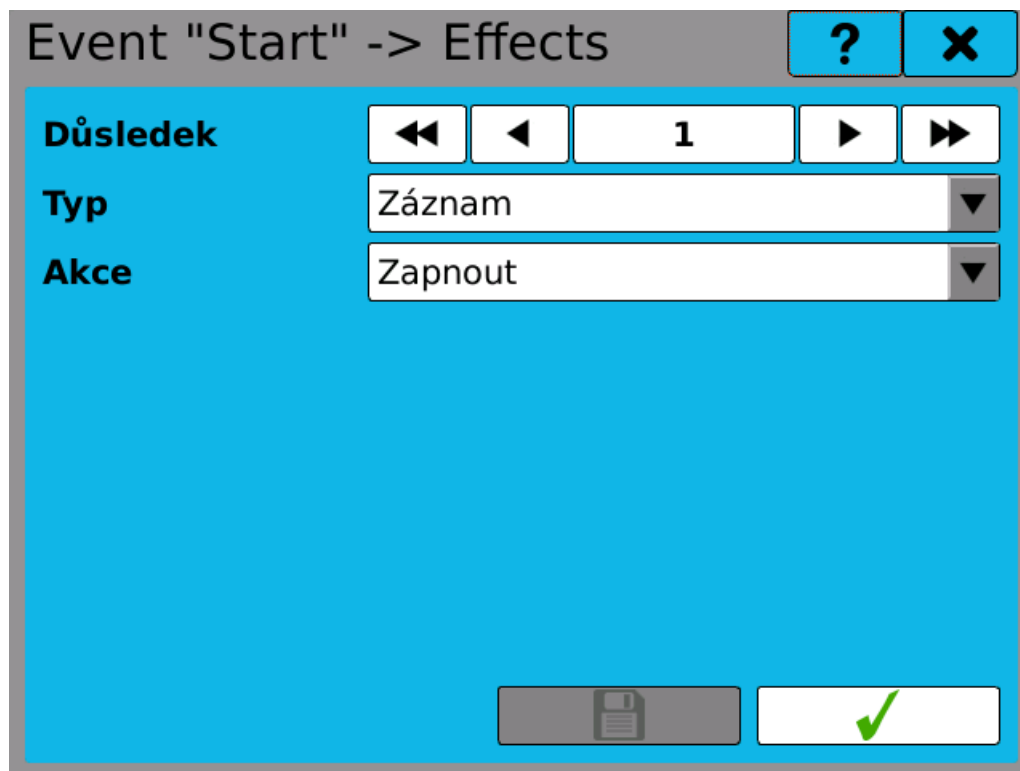 Event "Start" -> Effects ?
Důsledek 1
Typ Záznam
Akce Zapnout